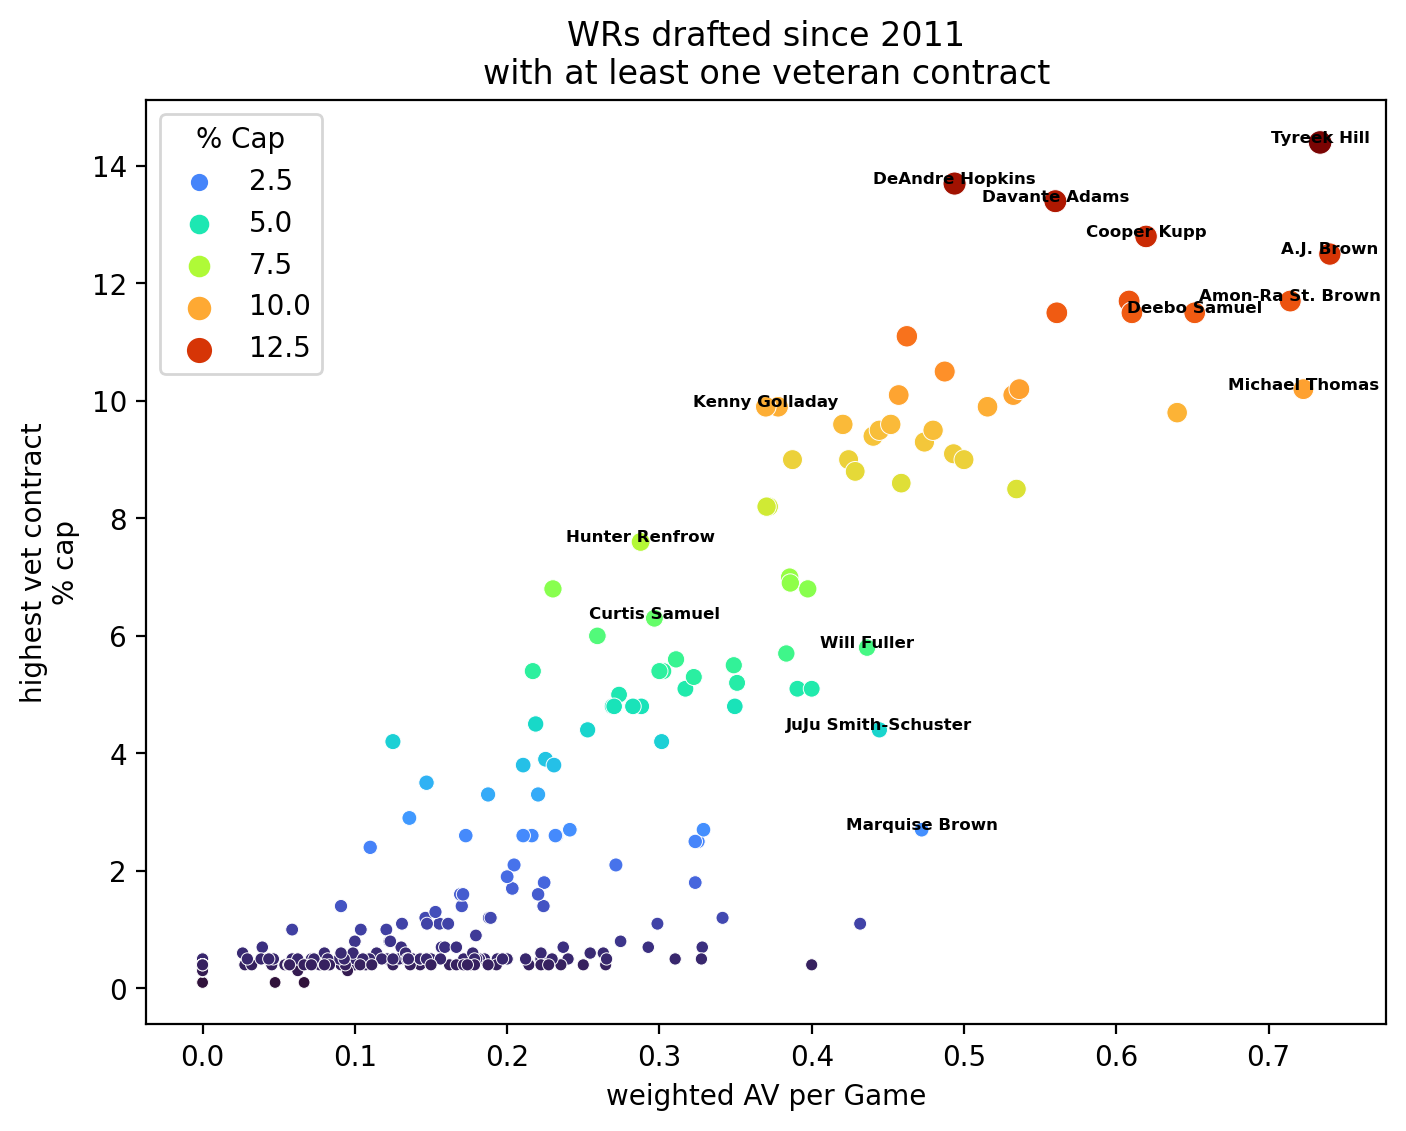 WRs drafted since 2011
with at least one veteran contract
% Cap
2.5
5.0
7.5
10.0
12.5
highest vet contract
% cap
14
12
10
8
6
4
2
0
Tyreek Hill
DeAndre Hopkins
Davante Adams
Cooper Kupp
A.J. Brown
Amon-Ra St. Brown
Deebo Samuel
Michael Thomas
Kenny Golladay
Hunter Renfrow
Curtis Samuel
Will Fuller
JuJu Smith-Schuster
Marquise Brown
0.0 0.1 0.2 0.3 0.4 0.5 0.6 0.7
weighted AV per Game